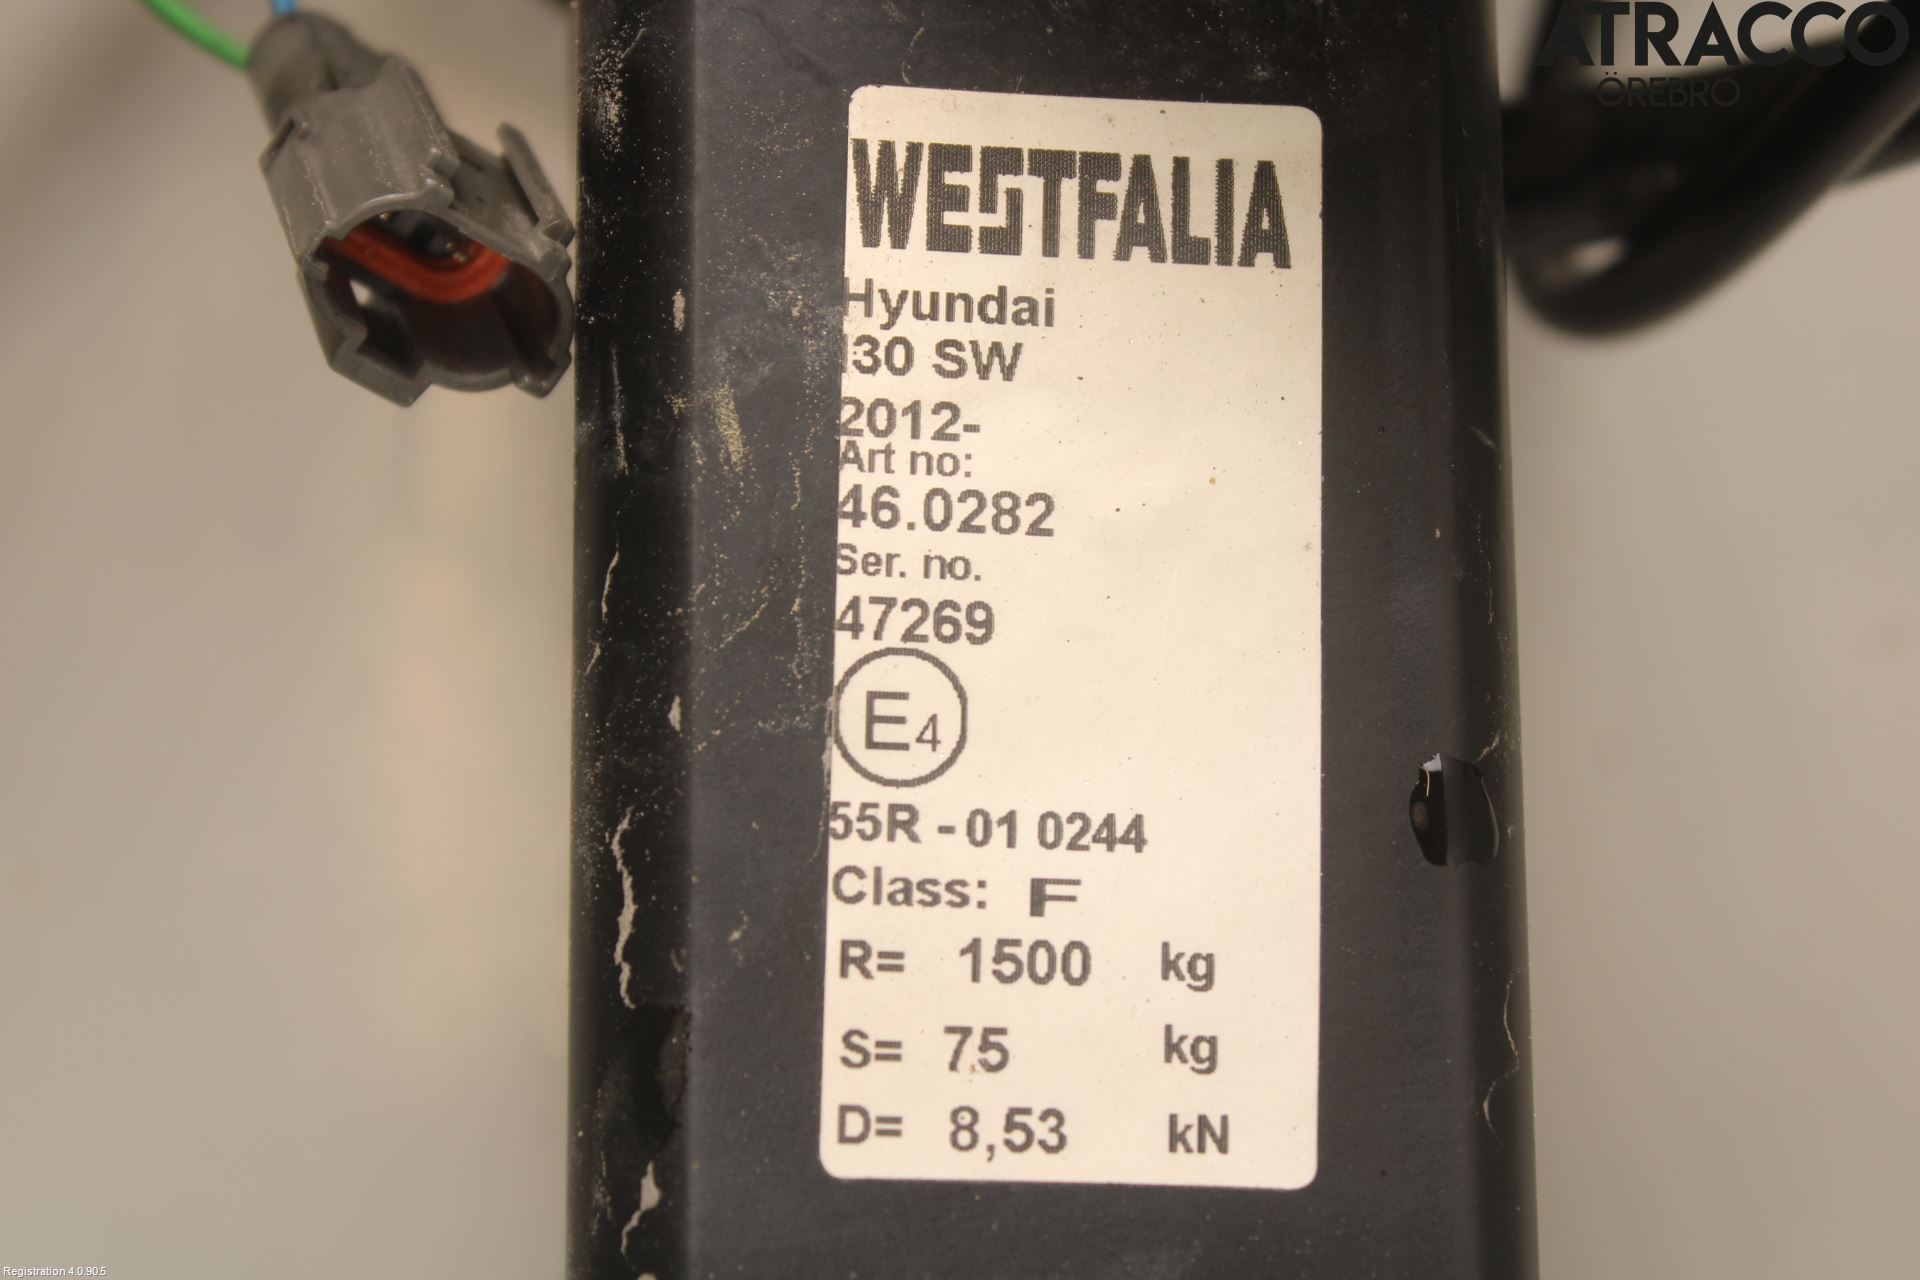 ATRACCO
ÖREBRO
WESTFALIA
Hyundai
I30 SW
2012-
Art no:
46.0282
Ser. no.
47269
E4
55R - 01 0244
Class: F
R= 1500 kg
S= 75 kg
D= 8,53 kN
Registration 4.0.90.5